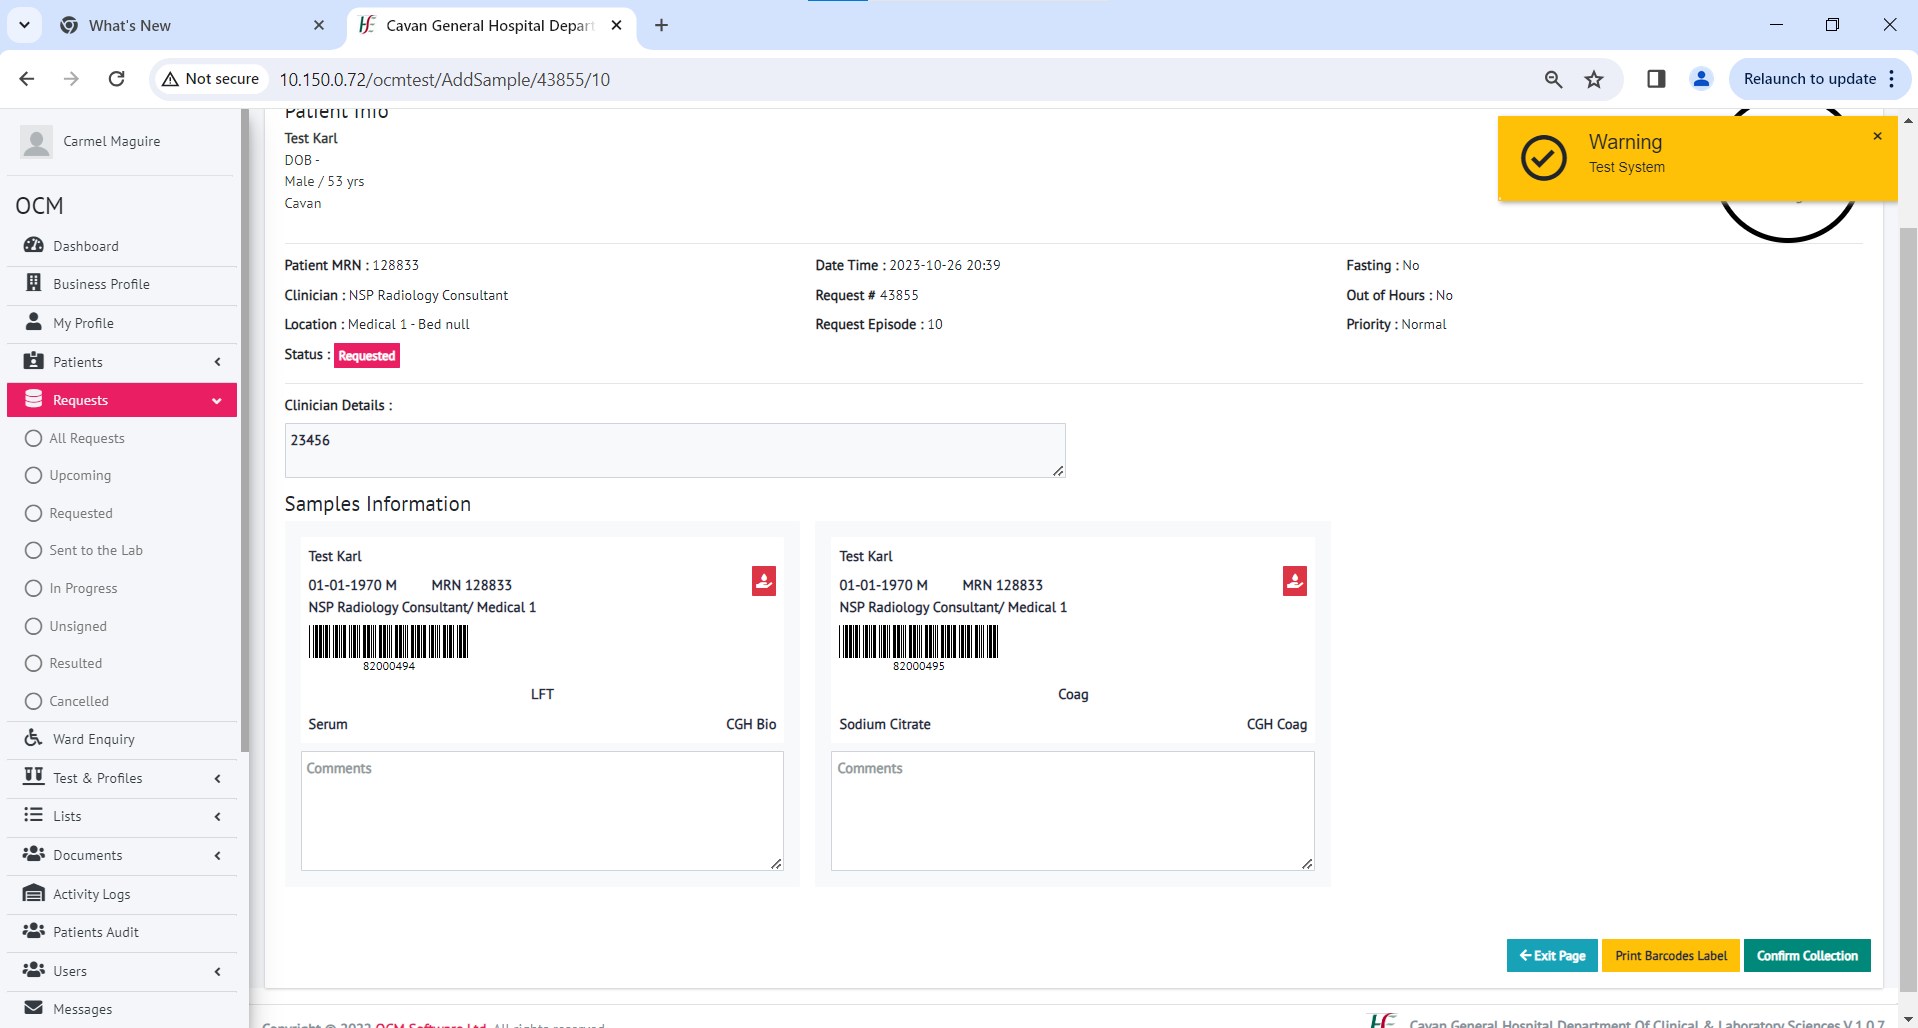 What's New
Cavan General Hospital Depart
Not secure
10.150.0.72/ocmtest/AddSample/43855/10
Relaunch to update
Carmel Maguire
OCM
Dashboard
Business Profile
My Profile
Patients
Requests
All Requests
Upcoming
Requested
Sent to the Lab
In Progress
Unsigned
Resulted
Cancelled
Ward Enquiry
Test & Profiles
Lists
Documents
Activity Logs
Patients Audit
Users
Messages
Patient Info
Test Karl
DOB -
Male / 53 yrs
Cavan
Warning
Test System
Patient MRN : 128833
Date Time : 2023-10-26 20:39
Fasting : No
Clinician : NSP Radiology Consultant
Request # 43855
Out of Hours : No
Location : Medical 1 - Bed null
Request Episode : 10
Priority : Normal
Status : Requested
Clinician Details :
23456
Samples Information
Test Karl
01-01-1970 M MRN 128833
NSP Radiology Consultant/ Medical 1
82000494
LFT
Serum CGH Bio
Comments
Test Karl
01-01-1970 M MRN 128833
NSP Radiology Consultant/ Medical 1
82000495
Coag
Sodium Citrate CGH Coag
Comments
Exit Page
Print Barcodes Label
Confirm Collection
Copyright © 2022 OCM Software Ltd. All rights reserved
Cavan General Hospital Department Of Clinical & Laboratory Sciences V 1.0.7